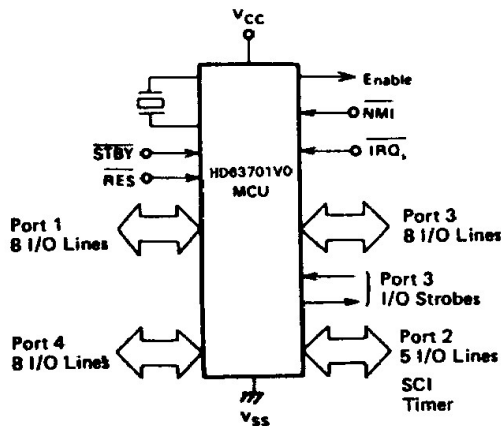 VCC
Enable
NMI
STBY
IRQ1
RES
HD63701V0
MCU
Port 1
8 I/O Lines
Port 3
8 I/O Lines
Port 3
I/O Strobes
Port 4
8 I/O Lines
Port 2
5 I/O Lines
SCI
Timer
VSS